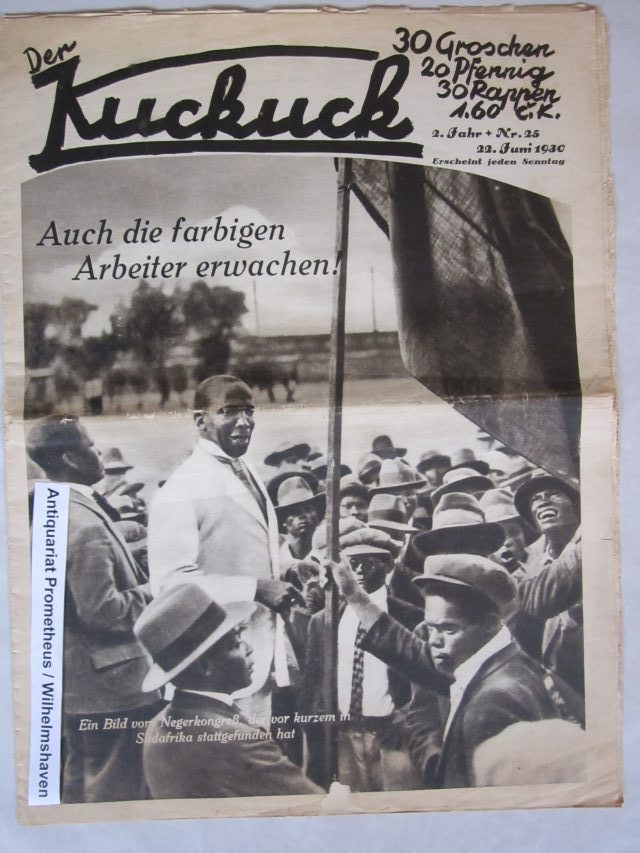 Der
Kuckuck
30 Groschen
20 Pfennig
30 Rappen
1.60 č.K.
2. Jahr + Nr. 25
22. Juni 1930
Erscheint jeden Sonntag
Auch die farbigen
Arbeiter erwachen!
Antiquariat Prometheus / Wilhelmshaven
Ein Bild vom Negerkongreß, der vor kurzem in
Südafrika stattgefunden hat